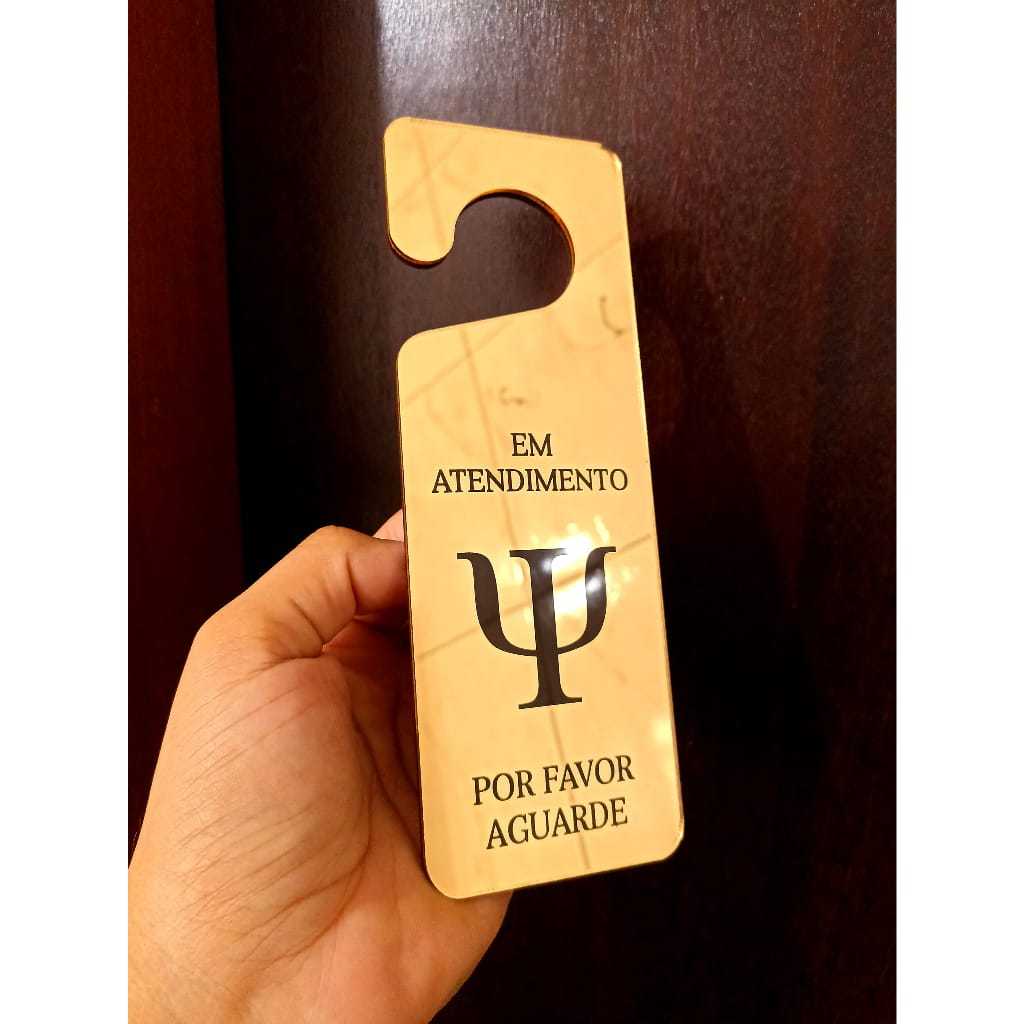 EM
ATENDIMENTO
Ψ
POR FAVOR
AGUARDE